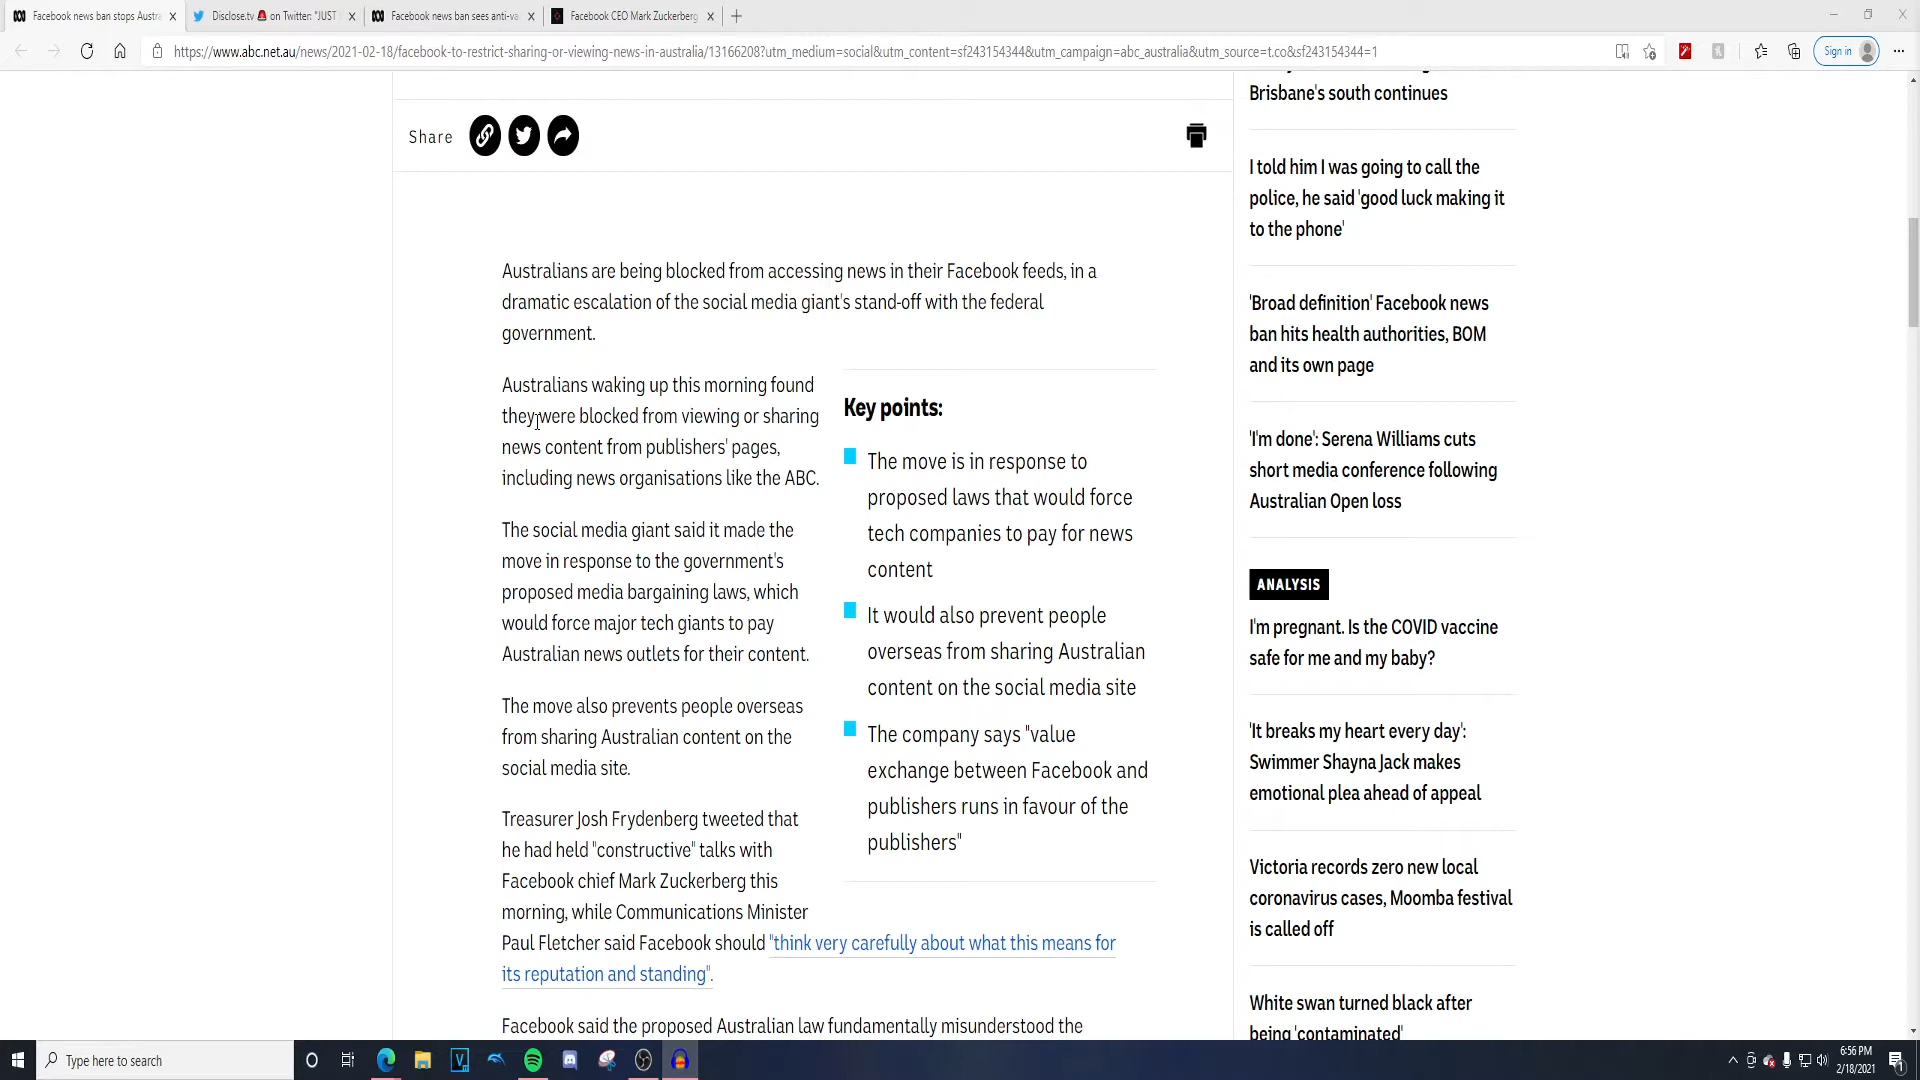 Facebook news ban stops Austra
Disclose.tv 🚨 on Twitter: "JUST
Facebook news ban sees anti-va
Facebook CEO Mark Zuckerberg
https://www.abc.net.au/news/2021-02-18/facebook-to-restrict-sharing-or-viewing-news-in-australia/13166208?utm_medium=social&utm_content=sf243154344&utm_campaign=abc_australia&utm_source=t.co&sf243154344=1
Sign in
Share
Australians are being blocked from accessing news in their Facebook feeds, in a
dramatic escalation of the social media giant's stand-off with the federal
government.
Australians waking up this morning found
they were blocked from viewing or sharing
news content from publishers' pages,
including news organisations like the ABC.
The social media giant said it made the
move in response to the government's
proposed media bargaining laws, which
would force major tech giants to pay
Australian news outlets for their content.
The move also prevents people overseas
from sharing Australian content on the
social media site.
Treasurer Josh Frydenberg tweeted that
he had held "constructive" talks with
Facebook chief Mark Zuckerberg this
morning, while Communications Minister
Paul Fletcher said Facebook should "think very carefully about what this means for
its reputation and standing".
Facebook said the proposed Australian law fundamentally misunderstood the
Key points:
The move is in response to
proposed laws that would force
tech companies to pay for news
content
It would also prevent people
overseas from sharing Australian
content on the social media site
The company says "value
exchange between Facebook and
publishers runs in favour of the
publishers"
Brisbane's south continues
I told him I was going to call the
police, he said 'good luck making it
to the phone'
'Broad definition' Facebook news
ban hits health authorities, BOM
and its own page
'I'm done': Serena Williams cuts
short media conference following
Australian Open loss
ANALYSIS
I'm pregnant. Is the COVID vaccine
safe for me and my baby?
'It breaks my heart every day':
Swimmer Shayna Jack makes
emotional plea ahead of appeal
Victoria records zero new local
coronavirus cases, Moomba festival
is called off
White swan turned black after
being 'contaminated'
Type here to search
6:56 PM
2/18/2021